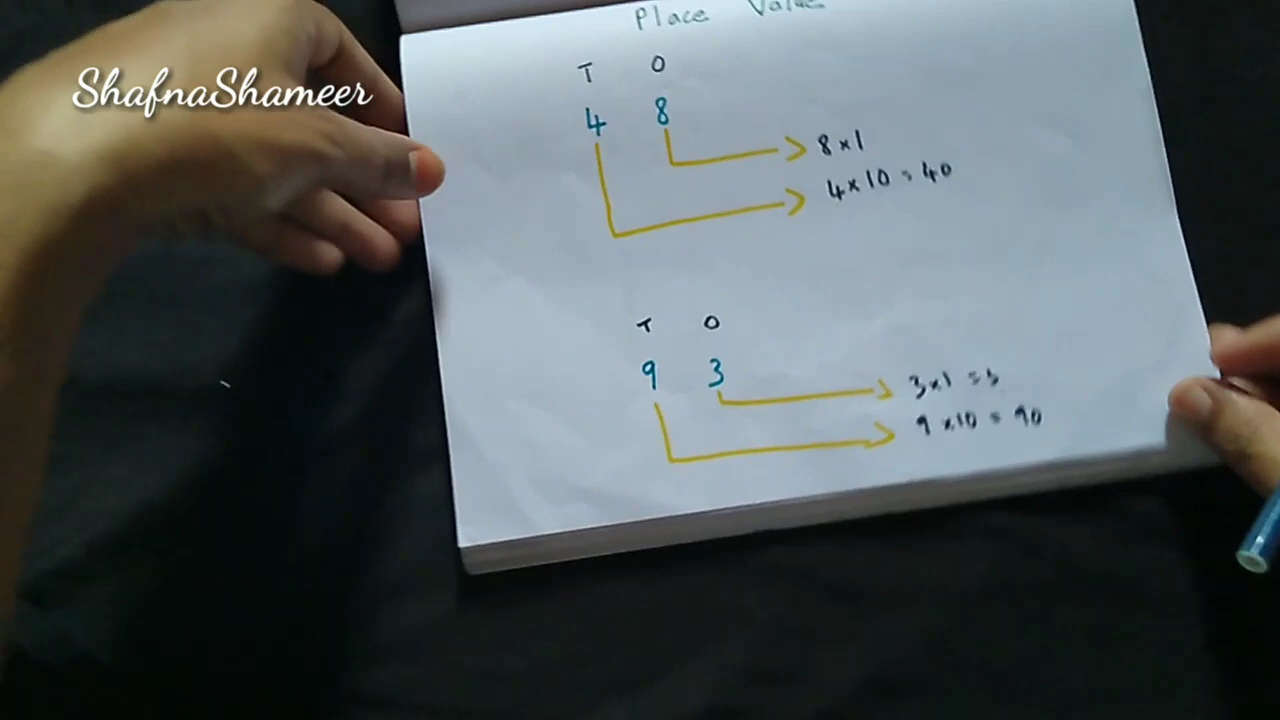 ShafnaShameer
Place Value
T O
4 8
8×1
4×10 = 40
T O
9 3
3×1 = 3
9×10 = 90